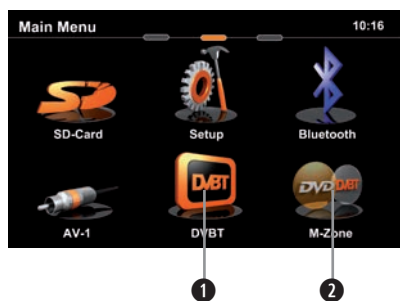 Main Menu 10:16
SD
SD-Card Setup Bluetooth
DVBT DVD DVBT
AV-1 DVBT M-Zone
1 2